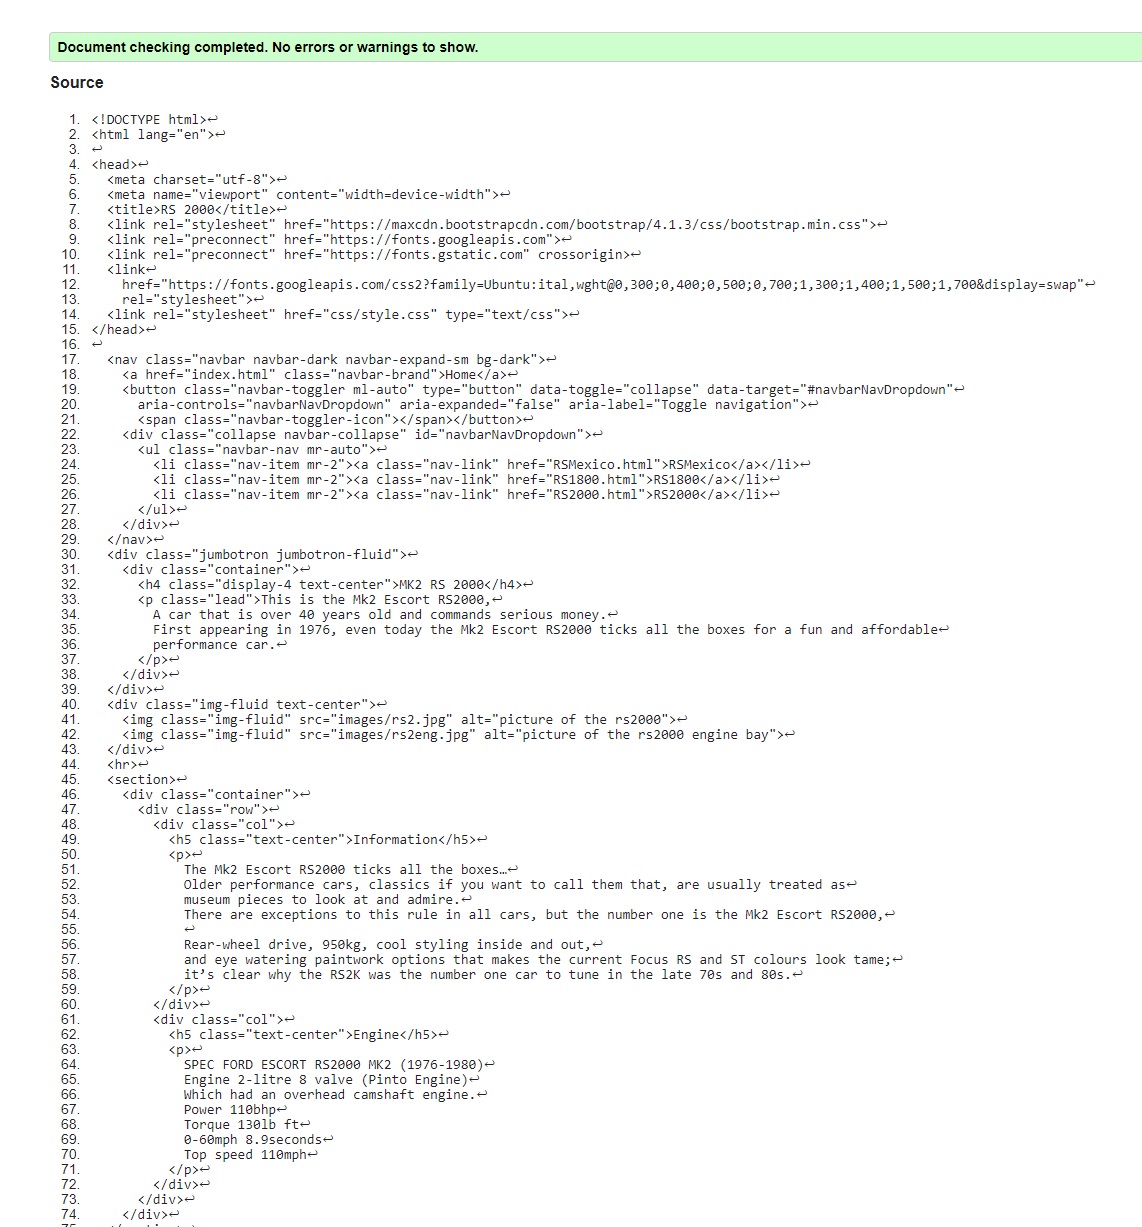 Document checking completed. No errors or warnings to show.
Source
1. <!DOCTYPE html>↩
2. <html lang="en">↩
3. ↩
4. <head>↩
5. <meta charset="utf-8">↩
6. <meta name="viewport" content="width=device-width">↩
7. <title>RS 2000</title>↩
8. <link rel="stylesheet" href="https://maxcdn.bootstrapcdn.com/bootstrap/4.1.3/css/bootstrap.min.css">↩
9. <link rel="preconnect" href="https://fonts.googleapis.com">↩
10. <link rel="preconnect" href="https://fonts.gstatic.com" crossorigin>↩
11. <link↩
12. href="https://fonts.googleapis.com/css2?family=Ubuntu:ital,wght@0,300;0,400;0,500;0,700;1,300;1,400;1,500;1,700&display=swap"↩
13. rel="stylesheet">↩
14. <link rel="stylesheet" href="css/style.css" type="text/css">↩
15. </head>↩
16. ↩
17. <nav class="navbar navbar-dark navbar-expand-sm bg-dark">↩
18. <a href="index.html" class="navbar-brand">Home</a>↩
19. <button class="navbar-toggler ml-auto" type="button" data-toggle="collapse" data-target="#navbarNavDropdown"↩
20. aria-controls="navbarNavDropdown" aria-expanded="false" aria-label="Toggle navigation">↩
21. <span class="navbar-toggler-icon"></span></button>↩
22. <div class="collapse navbar-collapse" id="navbarNavDropdown">↩
23. <ul class="navbar-nav mr-auto">↩
24. <li class="nav-item mr-2"><a class="nav-link" href="RSMexico.html">RSMexico</a></li>↩
25. <li class="nav-item mr-2"><a class="nav-link" href="RS1800.html">RS1800</a></li>↩
26. <li class="nav-item mr-2"><a class="nav-link" href="RS2000.html">RS2000</a></li>↩
27. </ul>↩
28. </div>↩
29. </nav>↩
30. <div class="jumbotron jumbotron-fluid">↩
31. <div class="container">↩
32. <h4 class="display-4 text-center">MK2 RS 2000</h4>↩
33. <p class="lead">This is the Mk2 Escort RS2000,↩
34. A car that is over 40 years old and commands serious money.↩
35. First appearing in 1976, even today the Mk2 Escort RS2000 ticks all the boxes for a fun and affordable↩
36. performance car.↩
37. </p>↩
38. </div>↩
39. </div>↩
40. <div class="img-fluid text-center">↩
41. <img class="img-fluid" src="images/rs2.jpg" alt="picture of the rs2000">↩
42. <img class="img-fluid" src="images/rs2eng.jpg" alt="picture of the rs2000 engine bay">↩
43. </div>↩
44. <hr>↩
45. <section>↩
46. <div class="container">↩
47. <div class="row">↩
48. <div class="col">↩
49. <h5 class="text-center">Information</h5>↩
50. <p>↩
51. The Mk2 Escort RS2000 ticks all the boxes…↩
52. Older performance cars, classics if you want to call them that, are usually treated as↩
53. museum pieces to look at and admire.↩
54. There are exceptions to this rule in all cars, but the number one is the Mk2 Escort RS2000,↩
55. ↩
56. Rear-wheel drive, 950kg, cool styling inside and out,↩
57. and eye watering paintwork options that makes the current Focus RS and ST colours look tame;↩
58. it’s clear why the RS2K was the number one car to tune in the late 70s and 80s.↩
59. </p>↩
60. </div>↩
61. <div class="col">↩
62. <h5 class="text-center">Engine</h5>↩
63. <p>↩
64. SPEC FORD ESCORT RS2000 MK2 (1976-1980)↩
65. Engine 2-litre 8 valve (Pinto Engine)↩
66. Which had an overhead camshaft engine.↩
67. Power 110bhp↩
68. Torque 130lb ft↩
69. 0-60mph 8.9seconds↩
70. Top speed 110mph↩
71. </p>↩
72. </div>↩
73. </div>↩
74. </div>↩